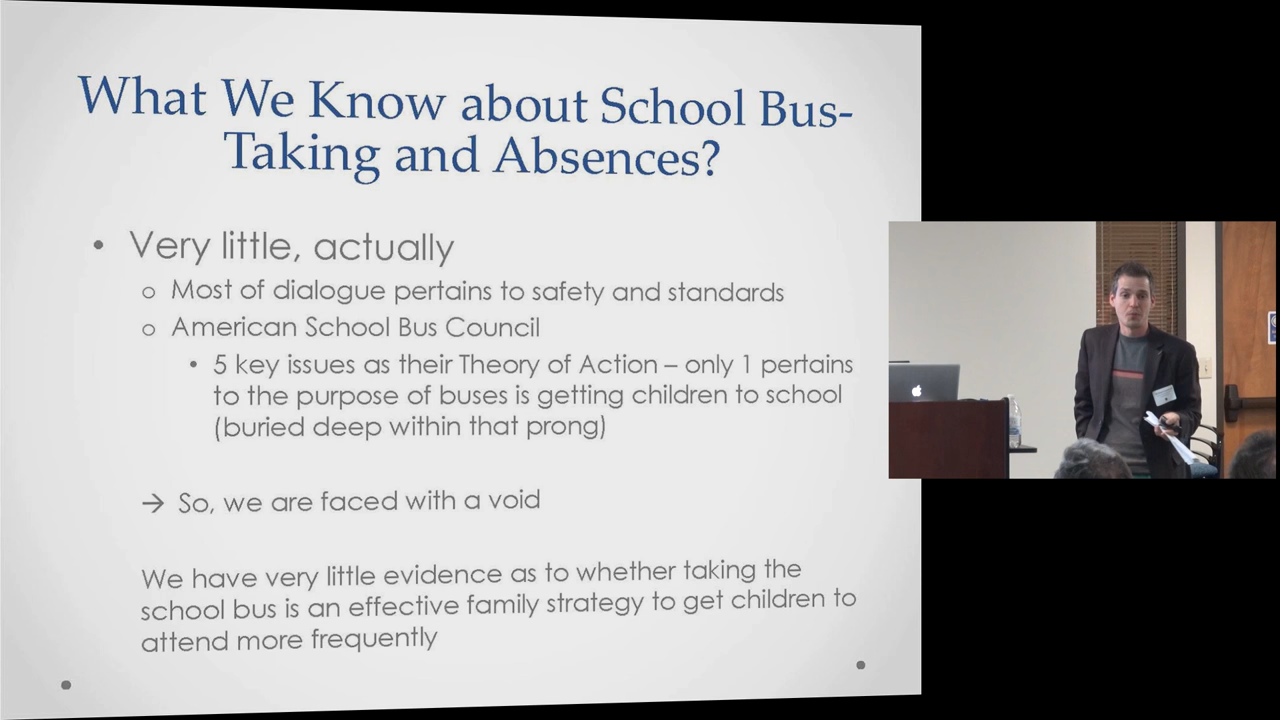 What We Know about School Bus-
Taking and Absences?
• Very little, actually
o Most of dialogue pertains to safety and standards
o American School Bus Council
• 5 key issues as their Theory of Action – only 1 pertains
to the purpose of buses is getting children to school
(buried deep within that prong)
→ So, we are faced with a void
We have very little evidence as to whether taking the
school bus is an effective family strategy to get children to
attend more frequently